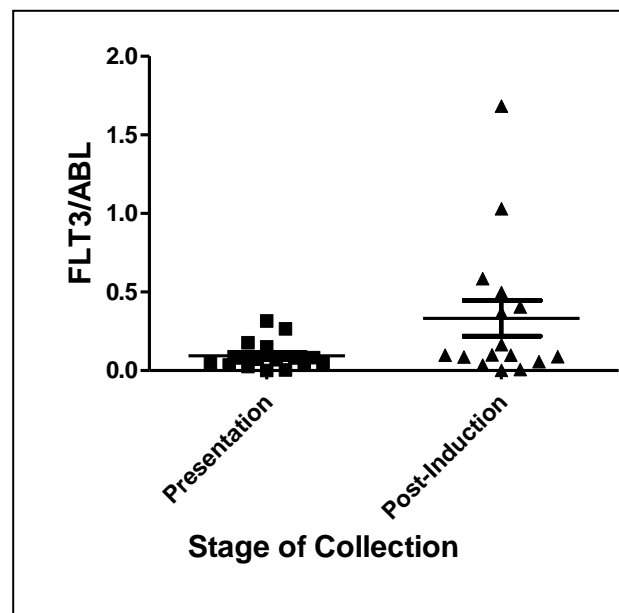 2.0
1.5
1.0
0.5
0.0
FLT3/ABL
Presentation
Post-Induction
Stage of Collection